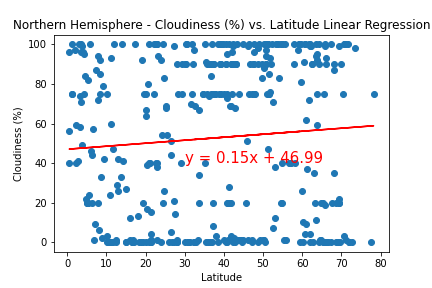 Northern Hemisphere - Cloudiness (%) vs. Latitude Linear Regression
100
80
60
40
20
0
Cloudiness (%)
y = 0.15x + 46.99
0 10 20 30 40 50 60 70 80
Latitude